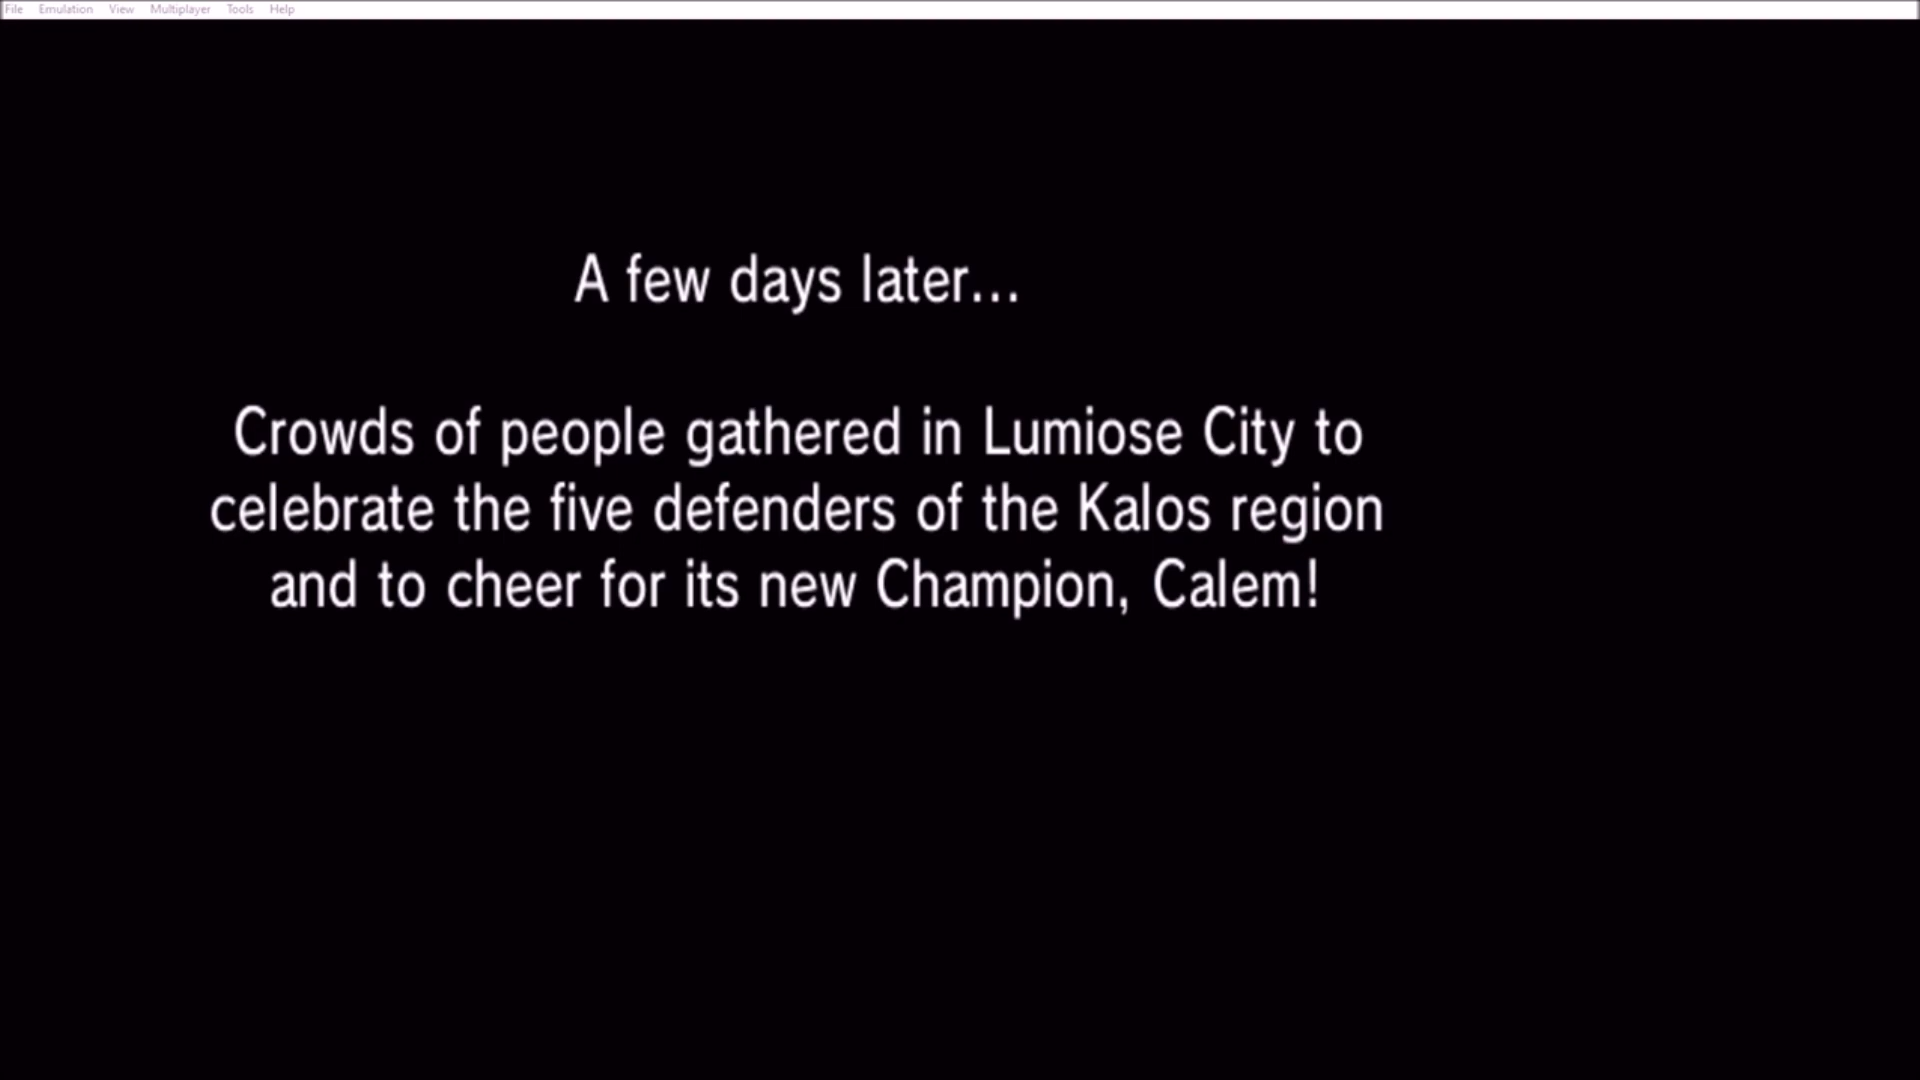 File Emulation View Multiplayer Tools Help
A few days later...
Crowds of people gathered in Lumiose City to
celebrate the five defenders of the Kalos region
and to cheer for its new Champion, Calem!